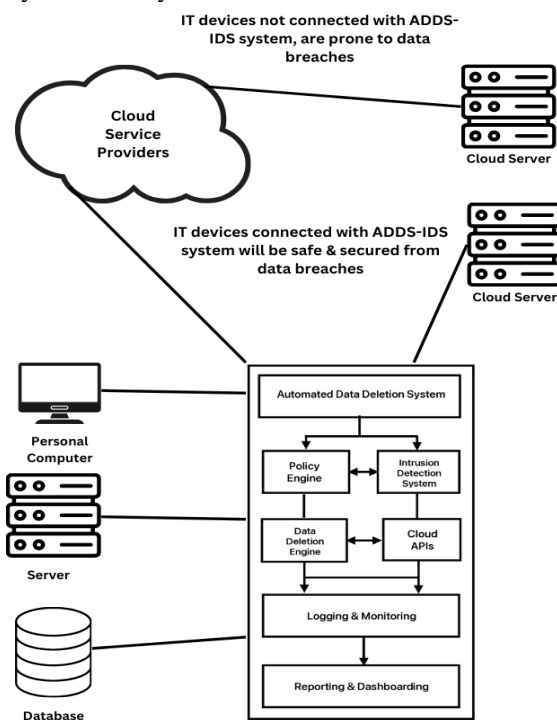 IT devices not connected with ADDS-
IDS system, are prone to data
breaches
Cloud
Service
Providers
Cloud Server
IT devices connected with ADDS-IDS
system will be safe & secured from
data breaches
Cloud Server
Automated Data Deletion System
Personal
Computer
Policy
Engine
Intrusion
Detection
System
Data
Deletion
Engine
Cloud
APIs
Server
Logging & Monitoring
Reporting & Dashboarding
Database